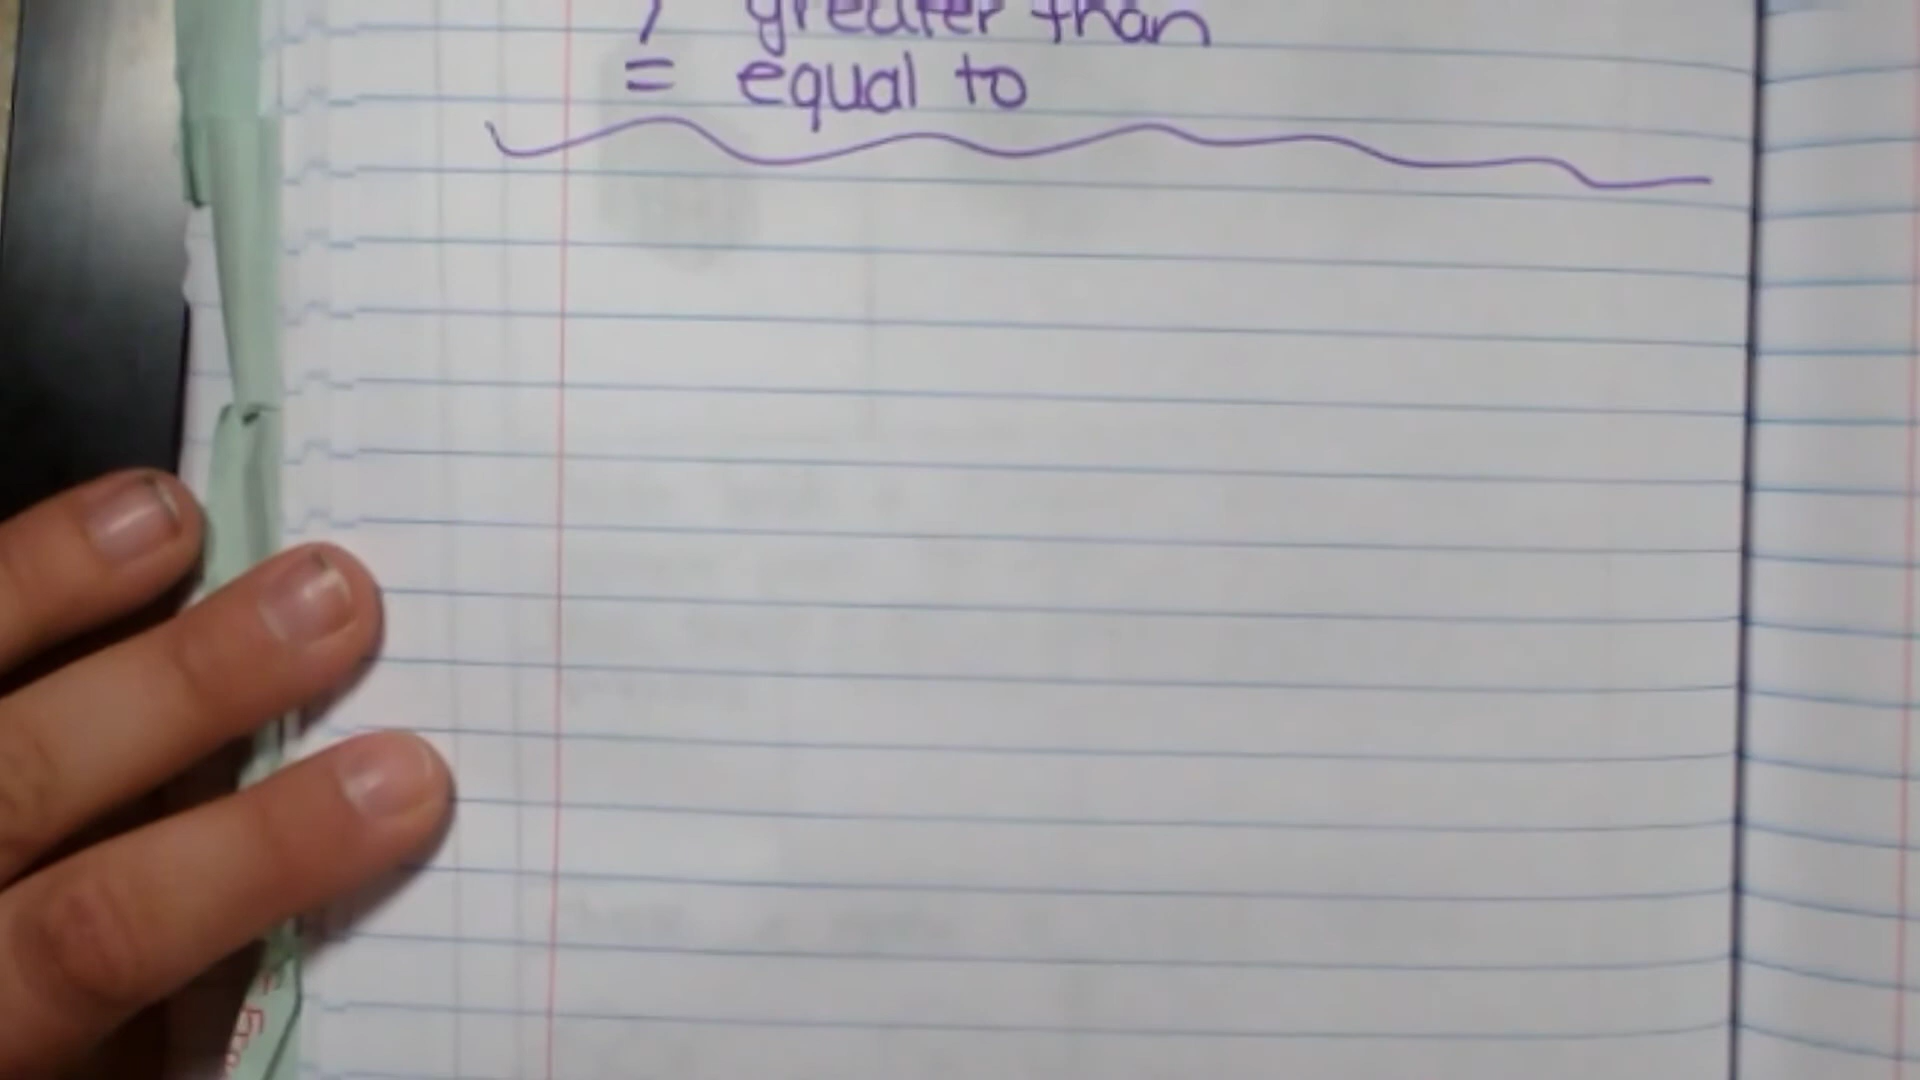 > greater than
= equal to